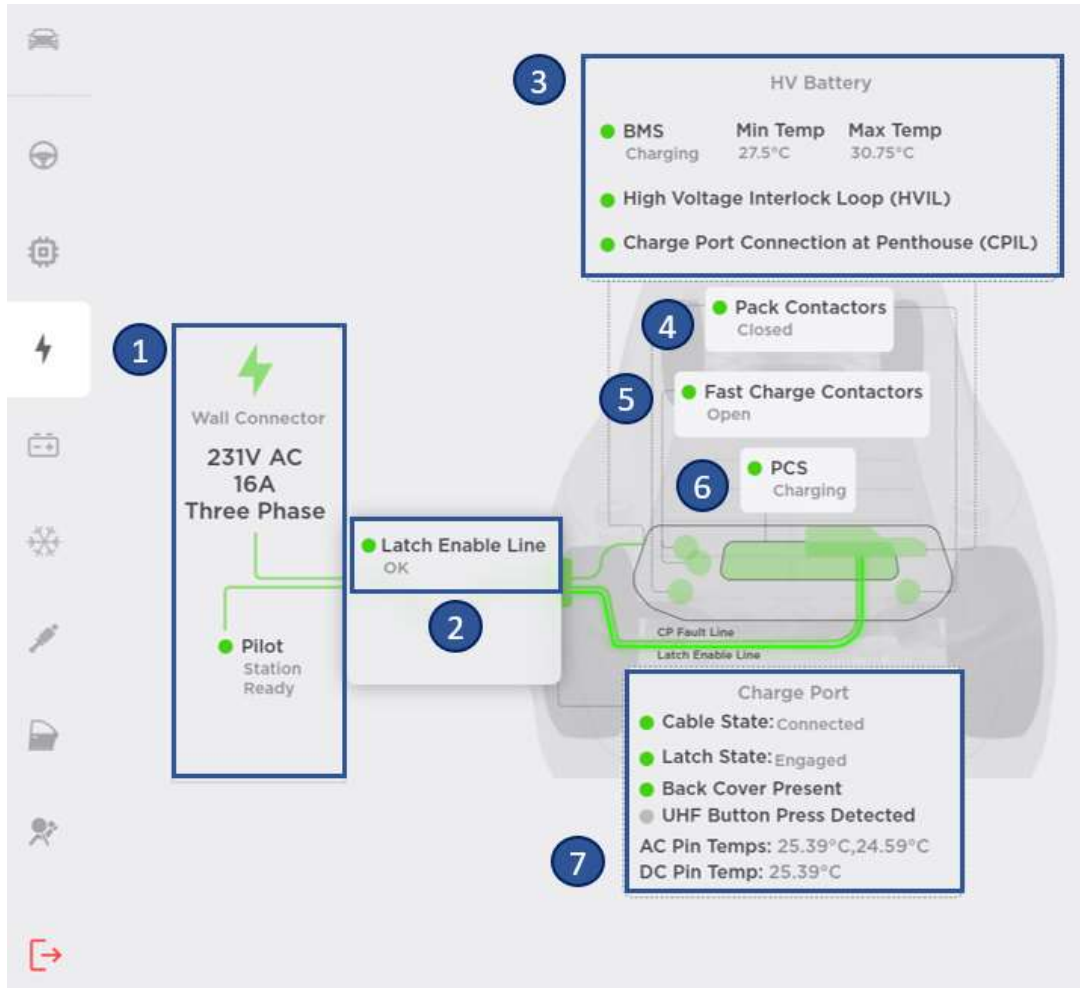 3
HV Battery
BMS Min Temp Max Temp
Charging 27.5°C 30.75°C
High Voltage Interlock Loop (HVIL)
Charge Port Connection at Penthouse (CPIL)
4
Pack Contactors
Closed
1
5
Fast Charge Contactors
Open
Wall Connector
231V AC
16A
Three Phase
6
PCS
Charging
Latch Enable Line
OK
2
Pilot
Station
Ready
CP Fault Line
Latch Enable Line
Charge Port
Cable State: Connected
Latch State: Engaged
Back Cover Present
UHF Button Press Detected
AC Pin Temps: 25.39°C,24.59°C
DC Pin Temp: 25.39°C
7